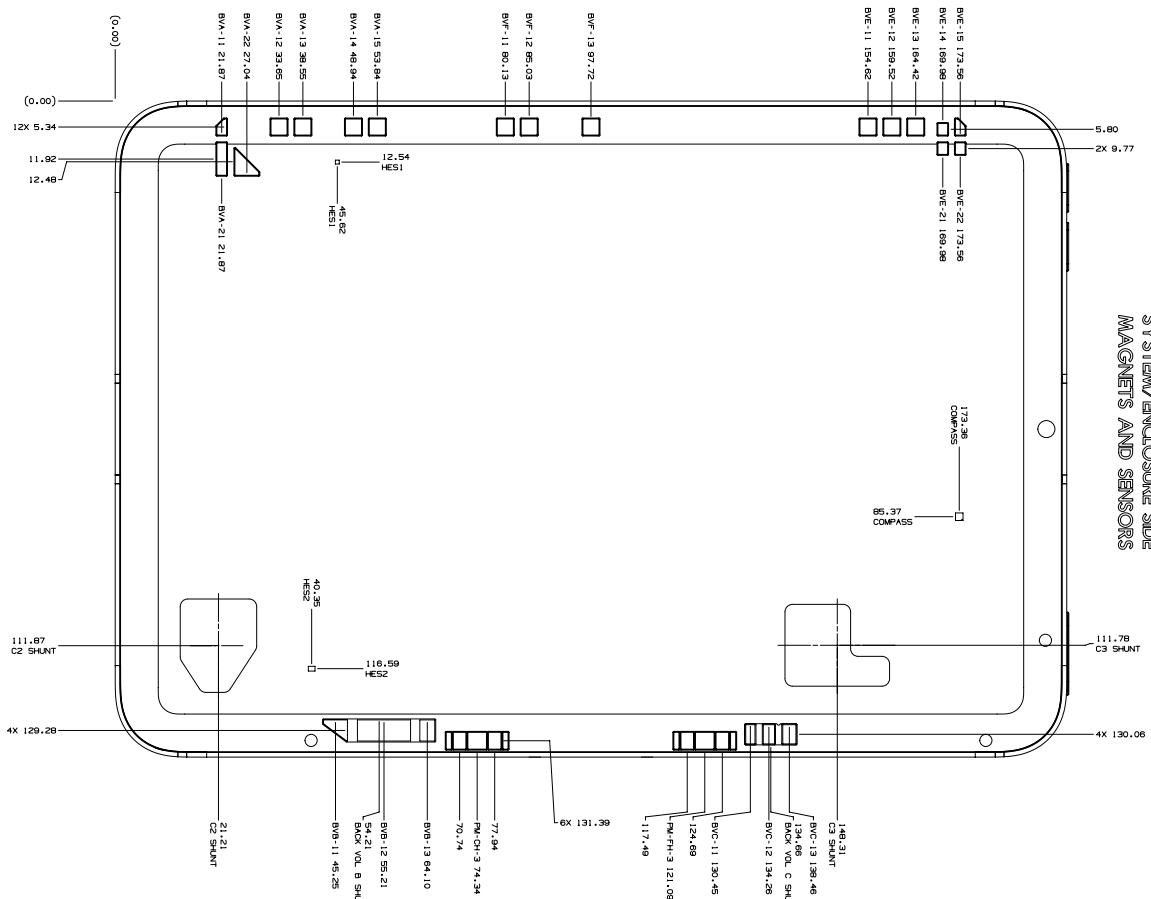 (0.00)
BVA-11 21.87
BVA-22 27.04
BVA-12 33.65
BVA-13 38.55
BVA-14 48.94
BVA-15 53.84
BVF-11 80.13
BVF-12 85.03
BVF-13 97.72
BVE-11 154.62
BVE-12 159.52
BVE-13 164.42
BVE-14 169.98
BVE-15 173.56
(0.00)
12X 5.34
11.92
12.48
5.80
2X 9.77
BVA-21 21.87
12.54
HES1
45.62
HES1
BVE-21 169.98
BVE-22 173.56
SYSTEM/ENCLOSURE SIDE
MAGNETS AND SENSORS
173.36
COMPASS
85.37
COMPASS
40.35
HES2
116.59
HES2
111.87
C2 SHUNT
111.78
C3 SHUNT
4X 129.28
4X 130.06
6X 131.39
21.21
C2 SHUNT
BVB-11 45.25
54.21
BACK VOL B SHU
BVB-12 55.21
BVB-13 64.10
70.74
PM-CH-3 74.34
77.94
117.49
PM-FH-3 121.09
124.69
BVC-11 130.45
BVC-12 134.26
134.66
BACK VOL C SHU
BVC-13 138.46
148.31
C3 SHUNT